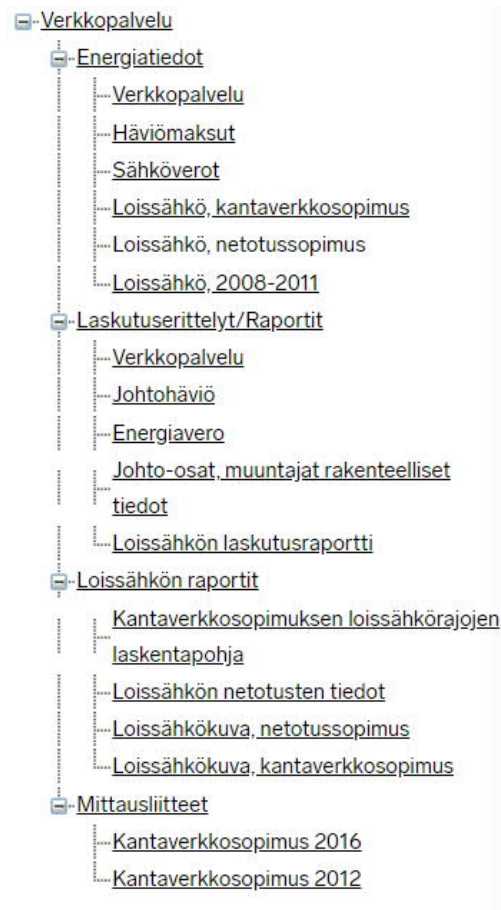 Verkkopalvelu
Energiatiedot
Verkkopalvelu
Häviömaksut
Sähköverot
Loissähkö, kantaverkkosopimus
Loissähkö, netotussopimus
Loissähkö, 2008-2011
Laskutuserittelyt/Raportit
Verkkopalvelu
Johtohäviö
Energiavero
Johto-osat, muuntajat rakenteelliset
tiedot
Loissähkön laskutusraportti
Loissähkön raportit
Kantaverkkosopimuksen loissähkörajojen
laskentapohja
Loissähkön netotusten tiedot
Loissähkökuva, netotussopimus
Loissähkökuva, kantaverkkosopimus
Mittausliitteet
Kantaverkkosopimus 2016
Kantaverkkosopimus 2012